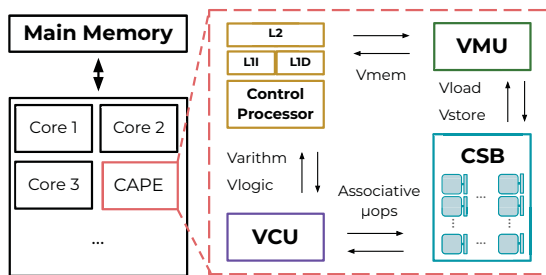 Main Memory
Core 1
Core 2
Core 3
CAPE
...
L2
L1I
L1D
Control
Processor
Vmem
VMU
Vload
Vstore
Varithm
Vlogic
VCU
Associative
μops
CSB
...
...
...